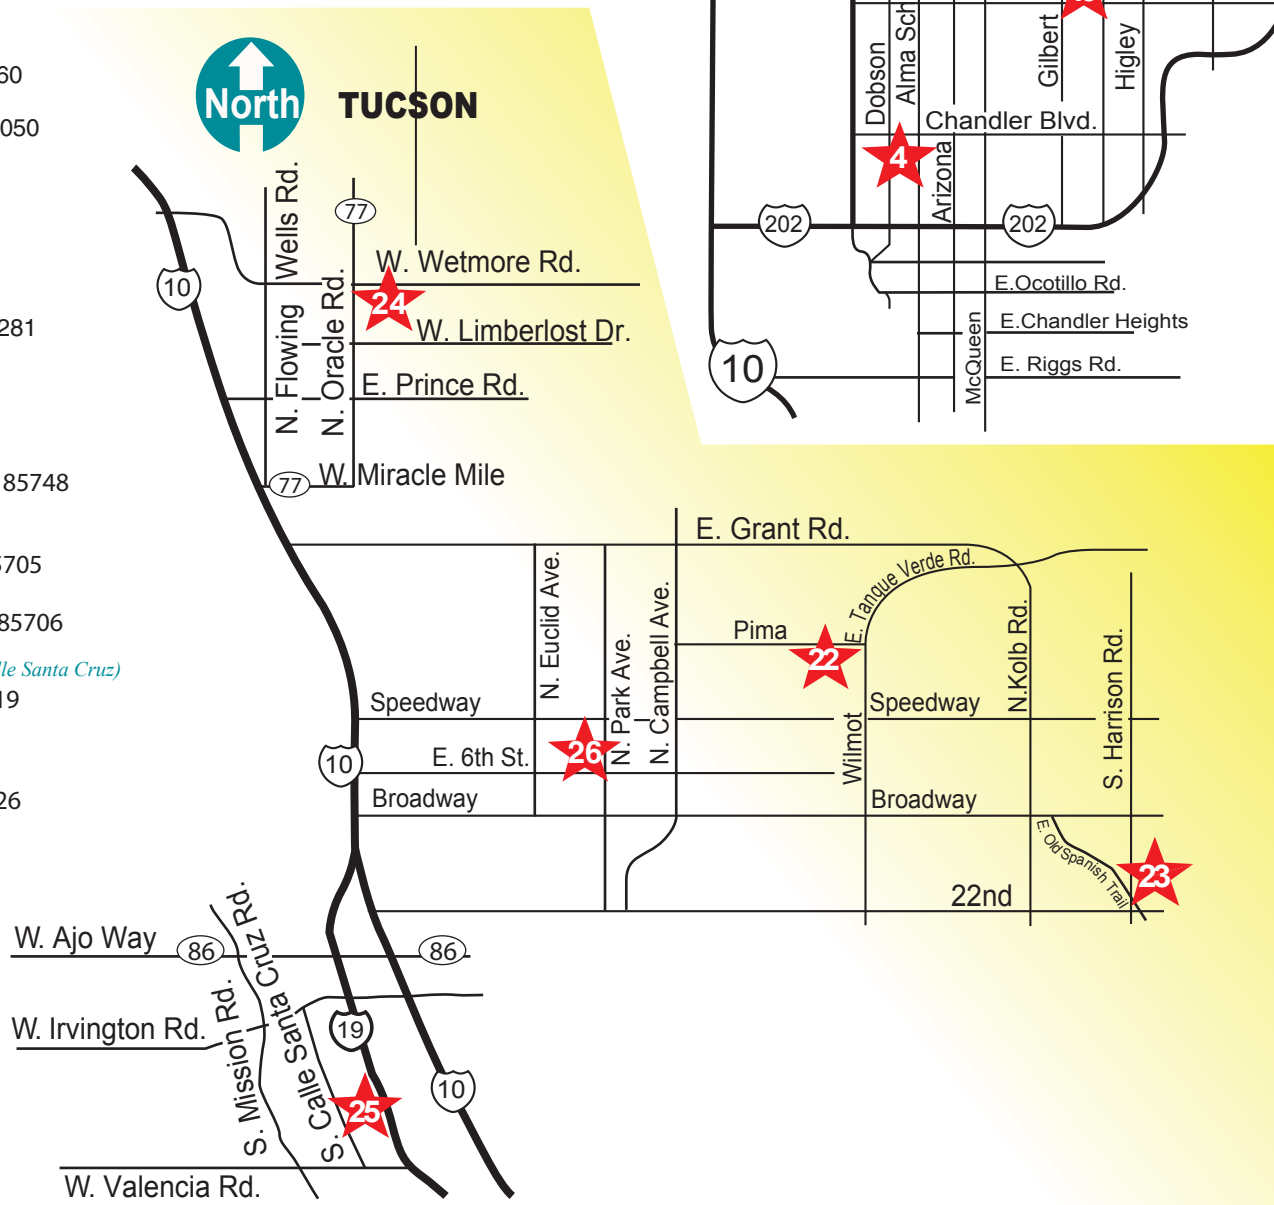 60
050
281
85748
5705
85706
lle Santa Cruz)
19
26
North
TUCSON
77
10
N. Flowing Wells Rd.
N. Oracle Rd.
W. Wetmore Rd.
24
W. Limberlost Dr.
E. Prince Rd.
77
W. Miracle Mile
Dobson
Alma Sch
Gilbert
Higley
Chandler Blvd.
4
Arizona
202
202
E.Ocotillo Rd.
E.Chandler Heights
McQueen
E. Riggs Rd.
10
E. Grant Rd.
N. Euclid Ave.
N. Park Ave.
N. Campbell Ave.
Pima
22
E. Tanque Verde Rd.
N.Kolb Rd.
S. Harrison Rd.
Speedway
Speedway
Wilmot
26
E. 6th St.
10
Broadway
Broadway
E. Old Spanish Trail
23
22nd
W. Ajo Way
86
86
S. Mission Rd.
S. Calle Santa Cruz Rd.
W. Irvington Rd.
19
10
25
W. Valencia Rd.